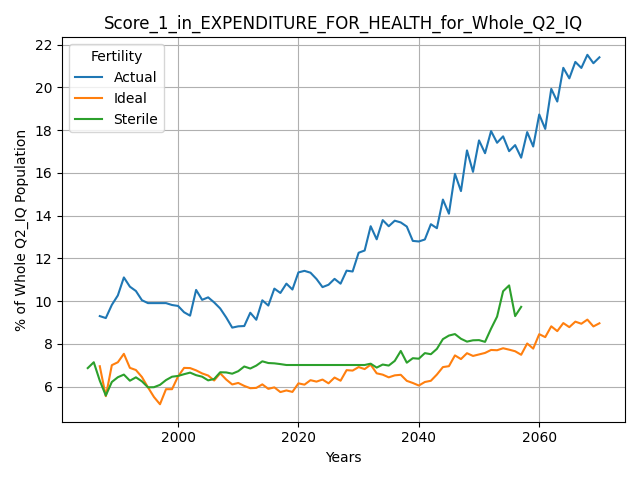 Score_1_in_EXPENDITURE_FOR_HEALTH_for_Whole_Q2_IQ
Fertility
Actual
Ideal
Sterile
% of Whole Q2_IQ Population
22
20
18
16
14
12
10
8
6
2000
2020
2040
2060
Years